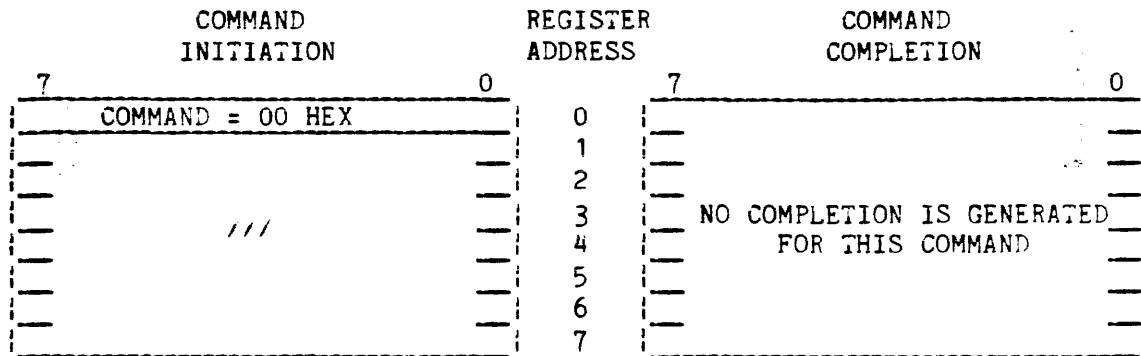 COMMAND REGISTER COMMAND
INITIATION ADDRESS COMPLETION
7 0 7 0
COMMAND = 00 HEX 0
1
2
/// 3 NO COMPLETION IS GENERATED
4 FOR THIS COMMAND
5
6
7